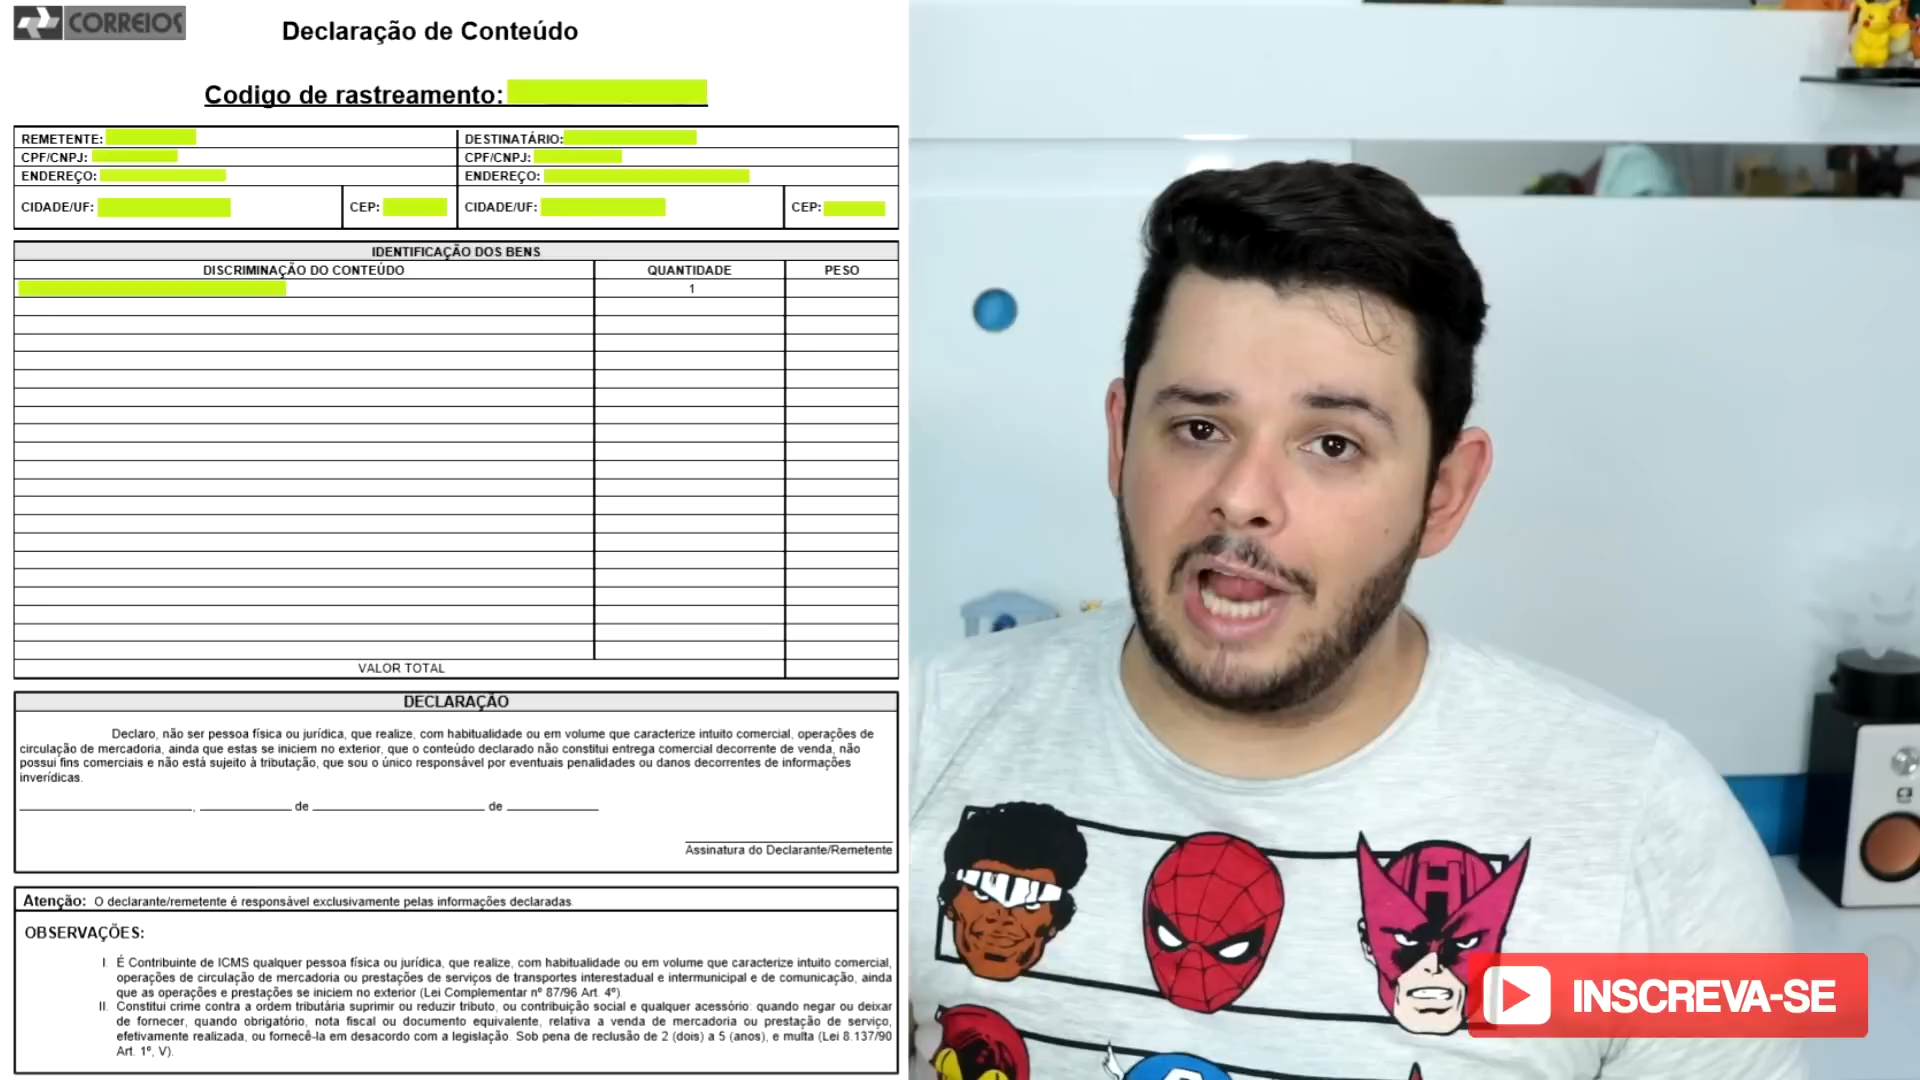 CORREIOS
Declaração de Conteúdo
Codigo de rastreamento:
REMETENTE:
DESTINATÁRIO:
CPF/CNPJ:
CPF/CNPJ:
ENDEREÇO:
ENDEREÇO:
CIDADE/UF:
CEP:
CIDADE/UF:
CEP:
IDENTIFICAÇÃO DOS BENS
DISCRIMINAÇÃO DO CONTEÚDO
QUANTIDADE
PESO
1
VALOR TOTAL
DECLARAÇÃO
Declaro, não ser pessoa física ou jurídica, que realize, com habitualidade ou em volume que caracterize intuito comercial, operações de
circulação de mercadoria, ainda que estas se iniciem no exterior, que o conteúdo declarado não constitui entrega comercial decorrente de venda, não
possui fins comerciais e não está sujeito à tributação, que sou o único responsável por eventuais penalidades ou danos decorrentes de informações
inverídicas.
, de de
Assinatura do Declarante/Remetente
Atenção: O declarante/remetente é responsável exclusivamente pelas informações declaradas
OBSERVAÇÕES:
I. É Contribuinte de ICMS qualquer pessoa física ou jurídica, que realize, com habitualidade ou em volume que caracterize intuito comercial,
operações de circulação de mercadoria ou prestações de serviços de transportes interestadual e intermunicipal e de comunicação, ainda
que as operações e prestações se iniciem no exterior (Lei Complementar nº 87/96 Art. 4º)
II. Constitui crime contra a ordem tributária suprimir ou reduzir tributo, ou contribuição social e qualquer acessório: quando negar ou deixar
de fornecer, quando obrigatório, nota fiscal ou documento equivalente, relativa a venda de mercadoria ou prestação de serviço,
efetivamente realizada, ou fornecê-la em desacordo com a legislação. Sob pena de reclusão de 2 (dois) a 5 (anos), e multa (Lei 8.137/90
Art. 1º, V).
H
INSCREVA-SE